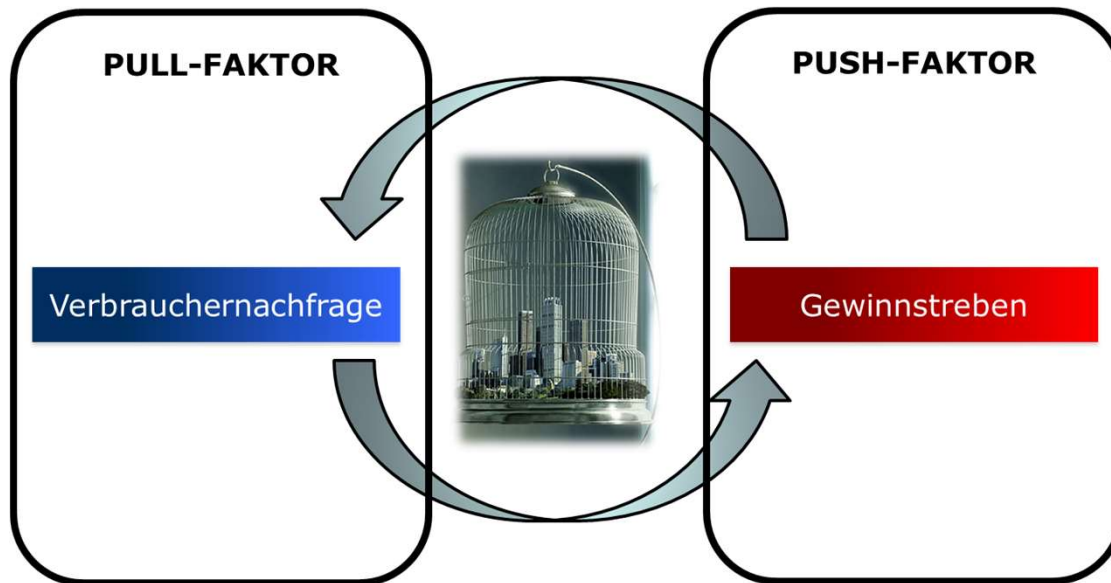 PULL-FAKTOR
Verbrauchernachfrage
PUSH-FAKTOR
Gewinnstreben